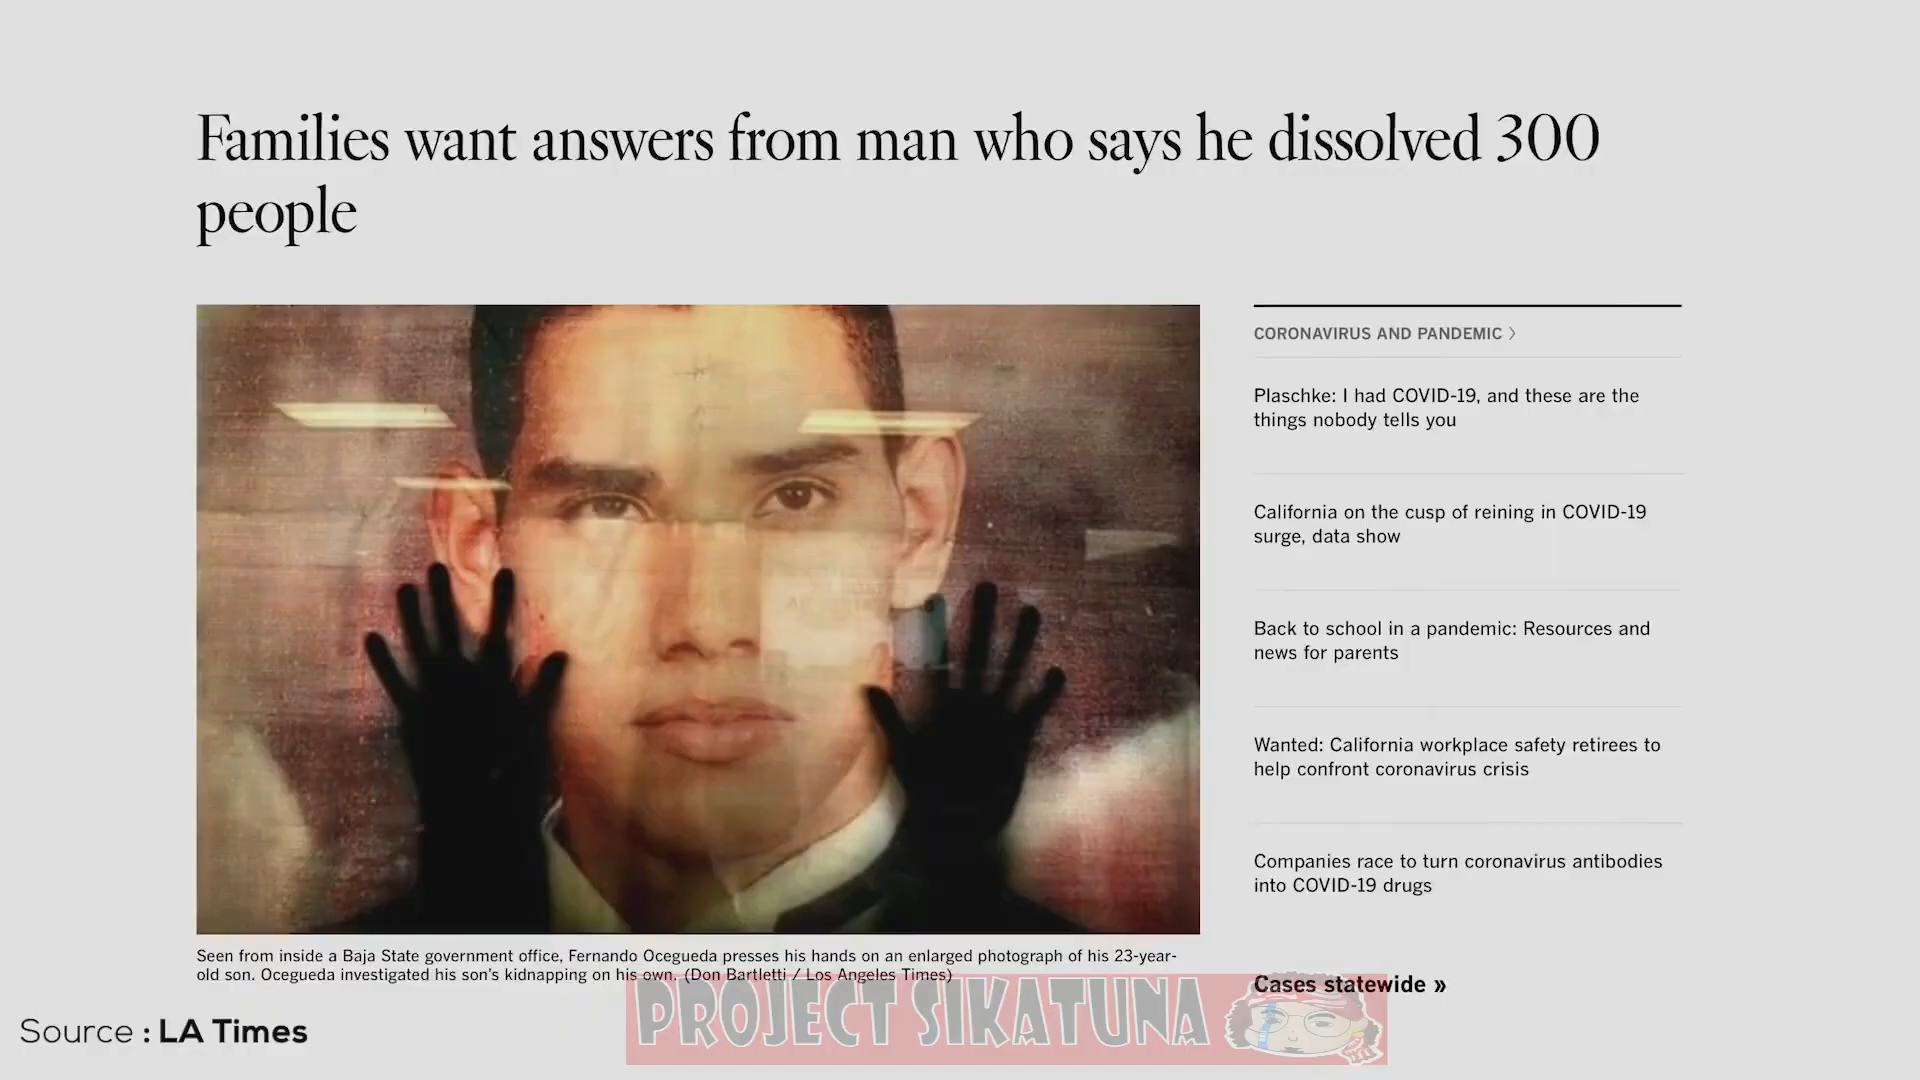 Families want answers from man who says he dissolved 300
people
CORONAVIRUS AND PANDEMIC >
Plaschke: I had COVID-19, and these are the
things nobody tells you
California on the cusp of reining in COVID-19
surge, data show
Back to school in a pandemic: Resources and
news for parents
Wanted: California workplace safety retirees to
help confront coronavirus crisis
Companies race to turn coronavirus antibodies
into COVID-19 drugs
Cases statewide »
Seen from inside a Baja State government office, Fernando Ocegueda presses his hands on an enlarged photograph of his 23-year-
old son. Ocegueda investigated his son's kidnapping on his own. (Don Bartletti / Los Angeles Times)
PROJECT SIKATUNA
Source : LA Times